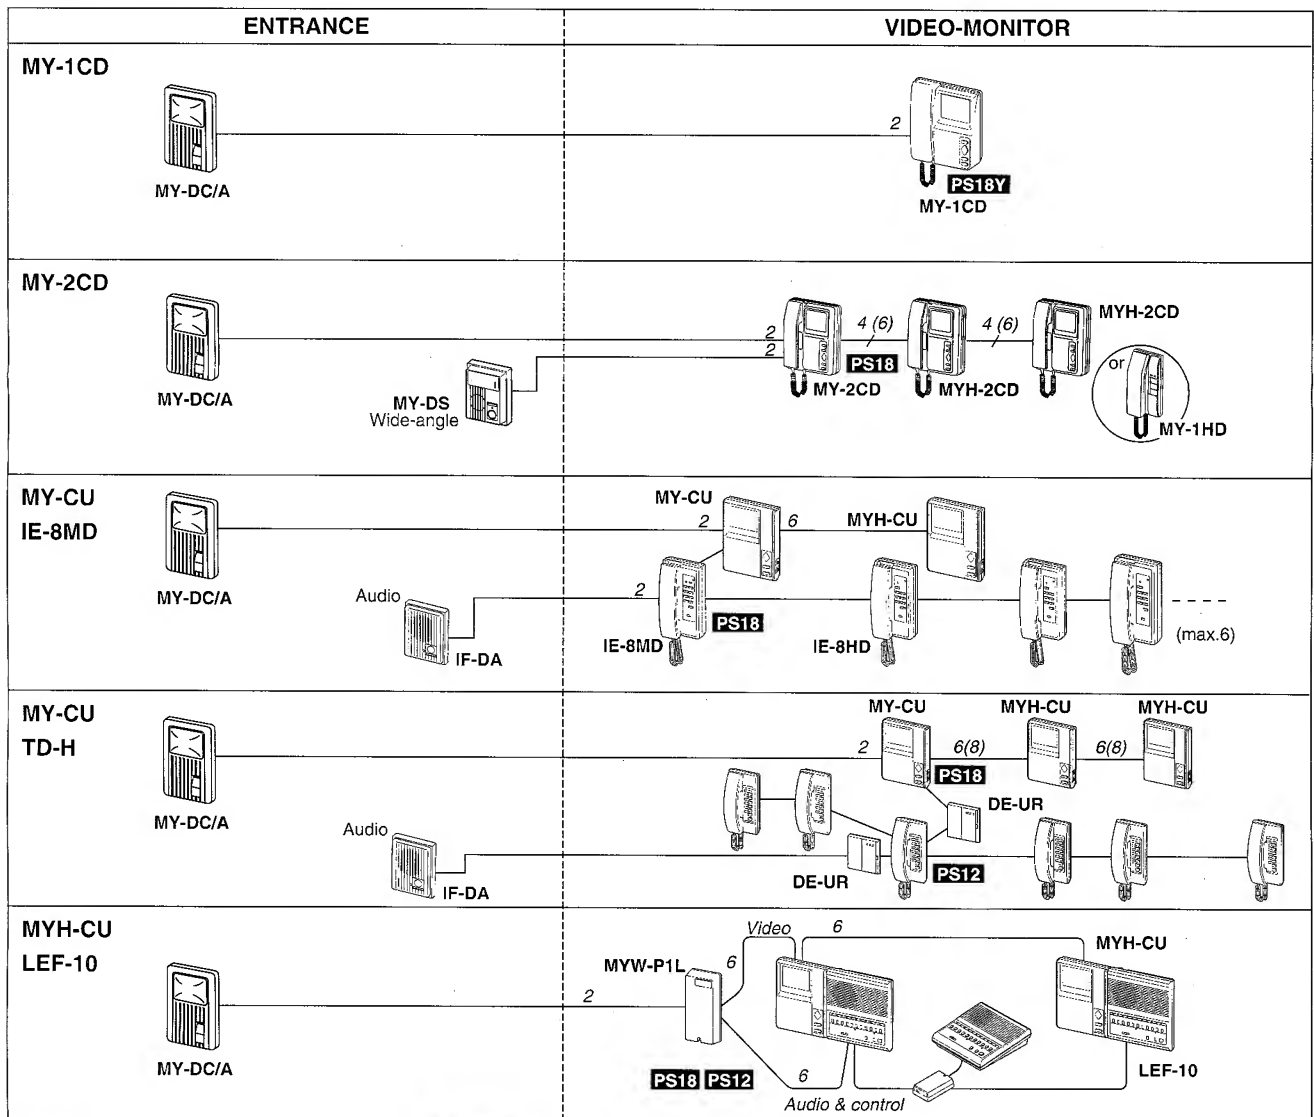 ENTRANCE
VIDEO-MONITOR
MY-1CD
MY-DC/A
2
PS18Y
MY-1CD
MY-2CD
MY-DC/A
MY-DS
Wide-angle
2
2
4 (6)
4 (6)
PS18
MY-2CD
MYH-2CD
MYH-2CD
or
MY-1HD
MY-CU
IE-8MD
MY-DC/A
Audio
IF-DA
MY-CU
2
6
MYH-CU
2
PS18
IE-8MD
IE-8HD
(max.6)
MY-CU
TD-H
MY-DC/A
Audio
IF-DA
MY-CU
MYH-CU
MYH-CU
2
6(8)
6(8)
PS18
DE-UR
DE-UR
PS12
MYH-CU
LEF-10
MY-DC/A
2
MYW-P1L
Video
6
6
MYH-CU
PS18 PS12
6
Audio & control
LEF-10